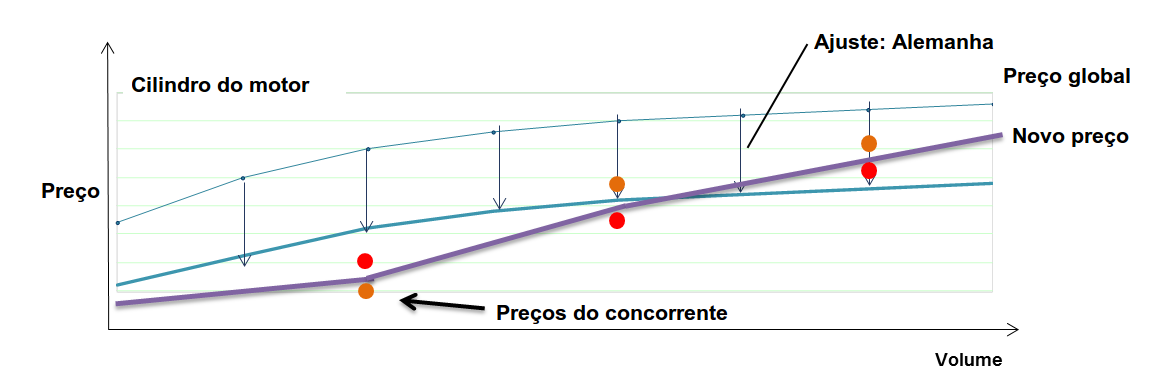 Ajuste: Alemanha
Preço global
Cilindro do motor
Novo preço
Preço
Preços do concorrente
Volume